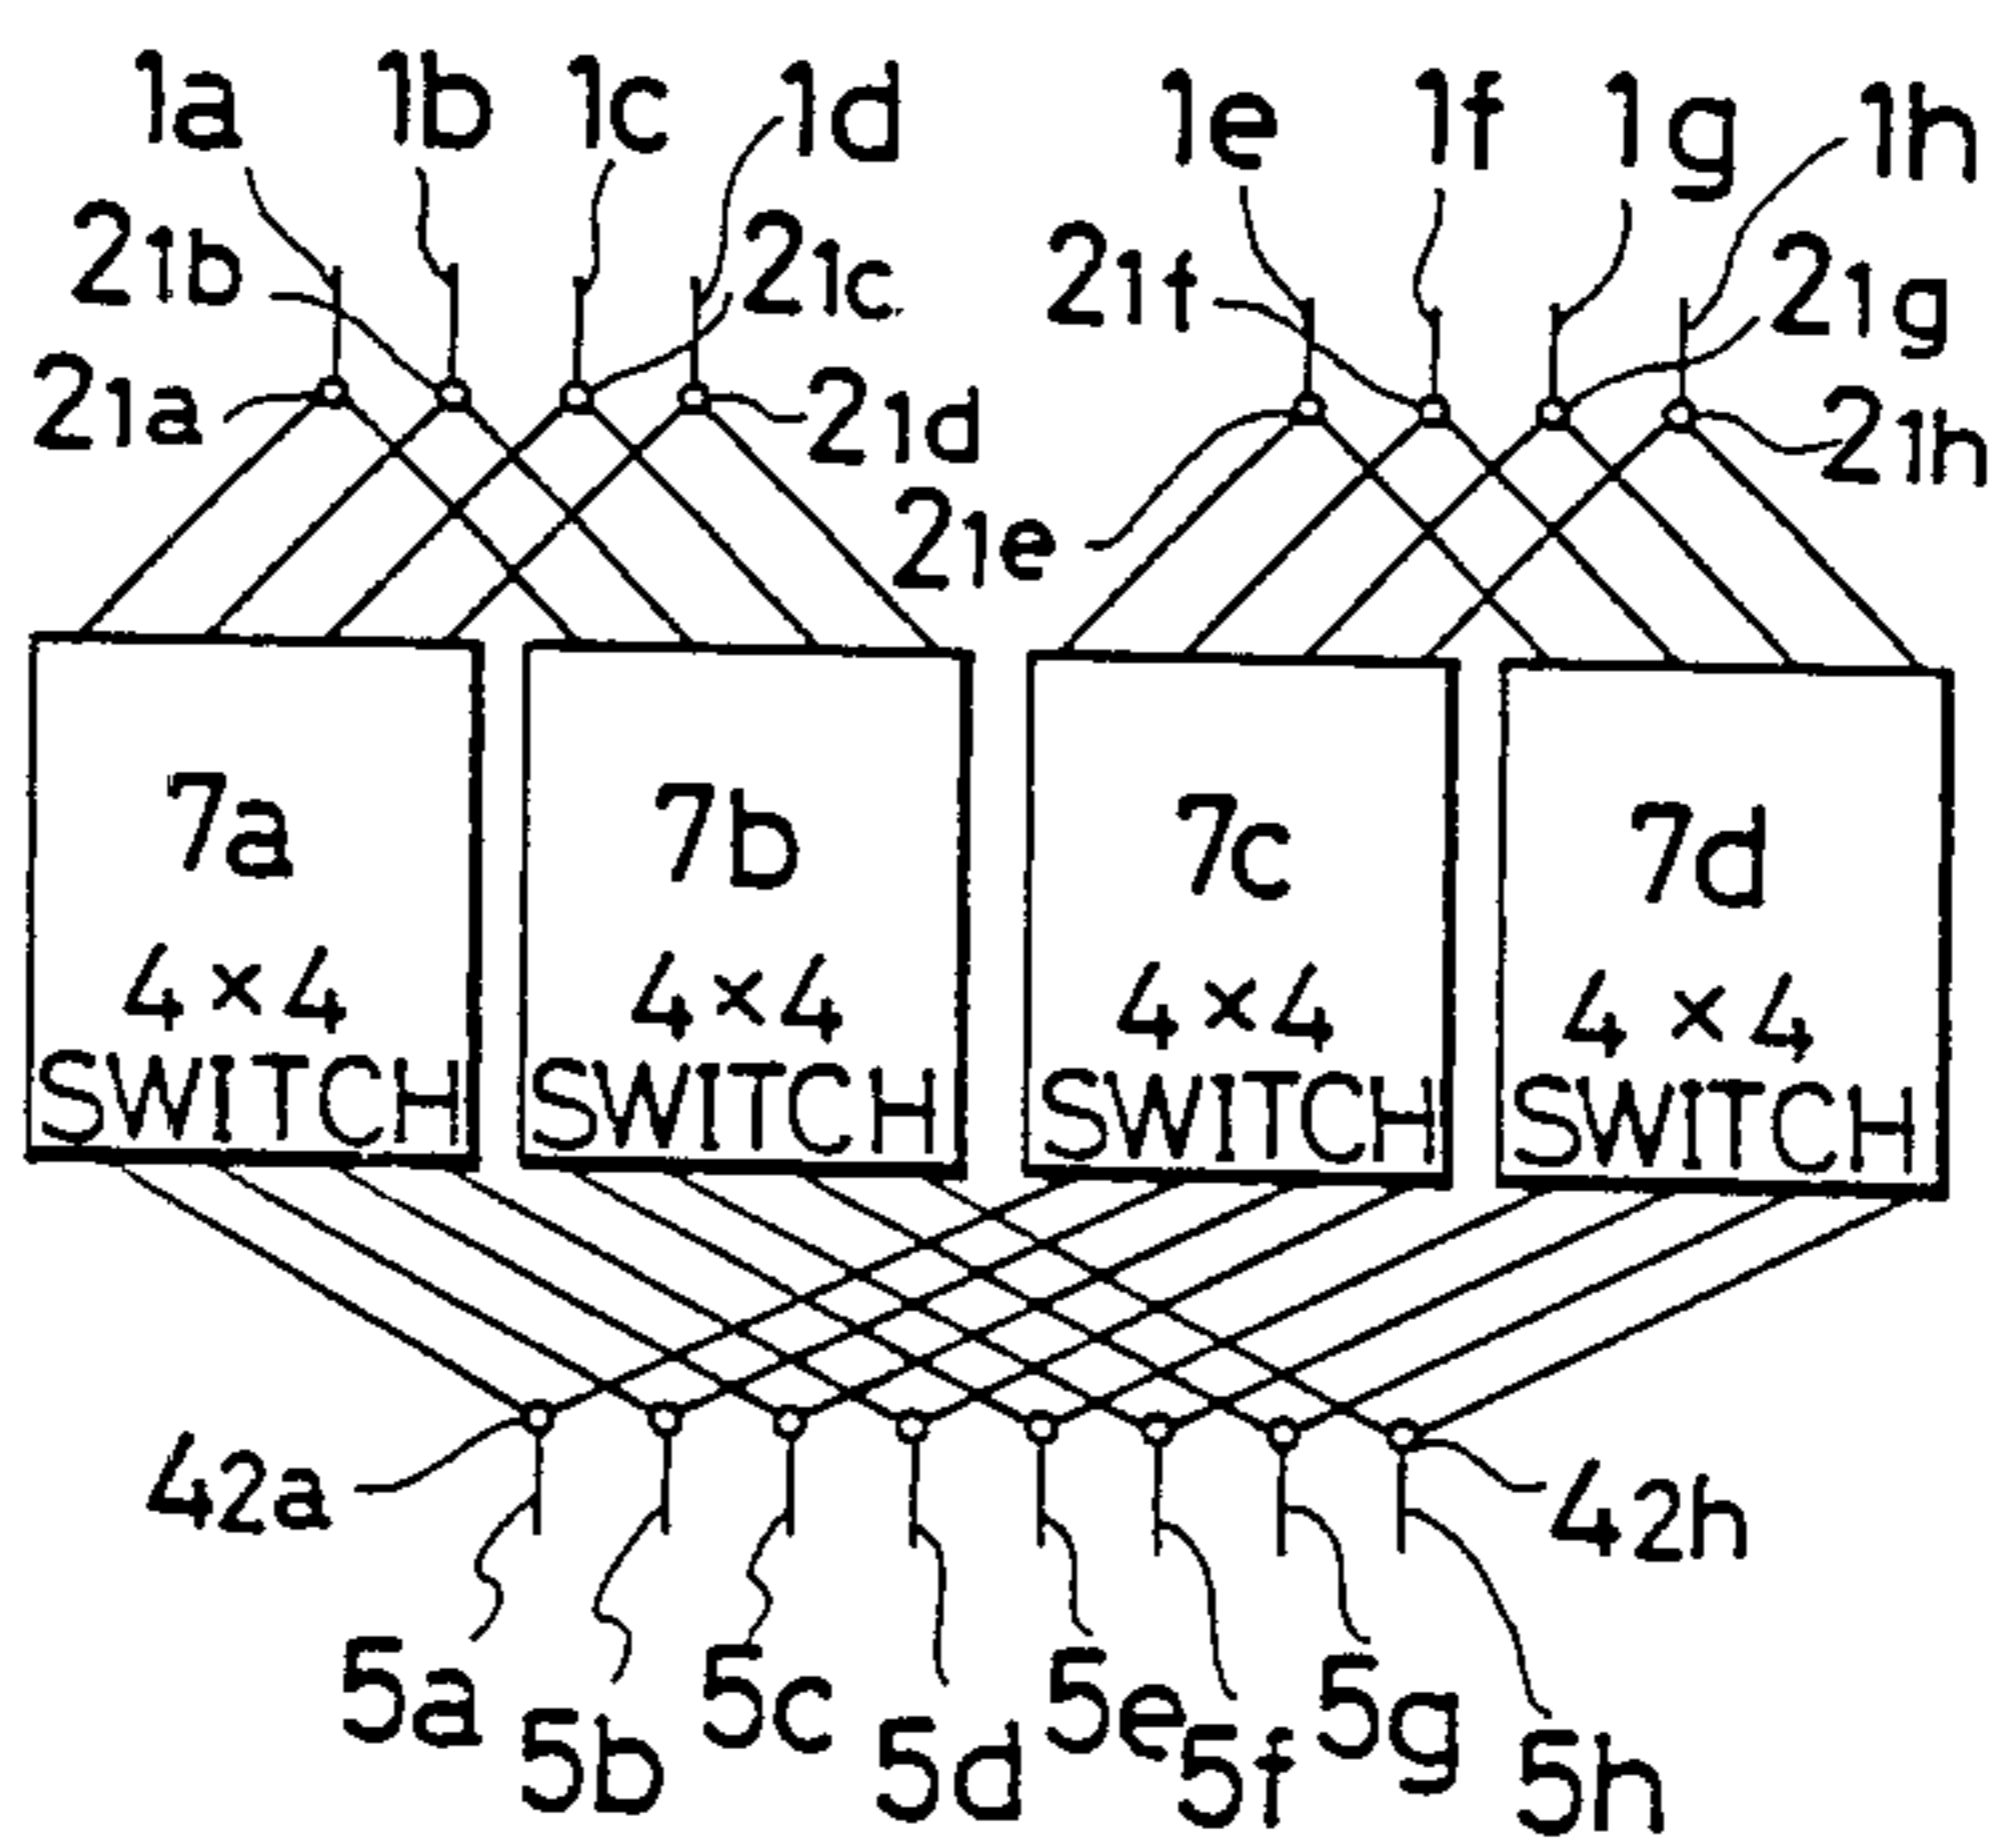 1a 1b 1c 1d 1e 1f 1g 1h
21b 21c 21f 21g
21a 21d 21h
21e
7a 7b 7c 7d
4×4 4×4 4×4 4×4
SWITCH SWITCH SWITCH SWITCH
42a 42h
5a 5c 5e 5g
5b 5d 5f 5h